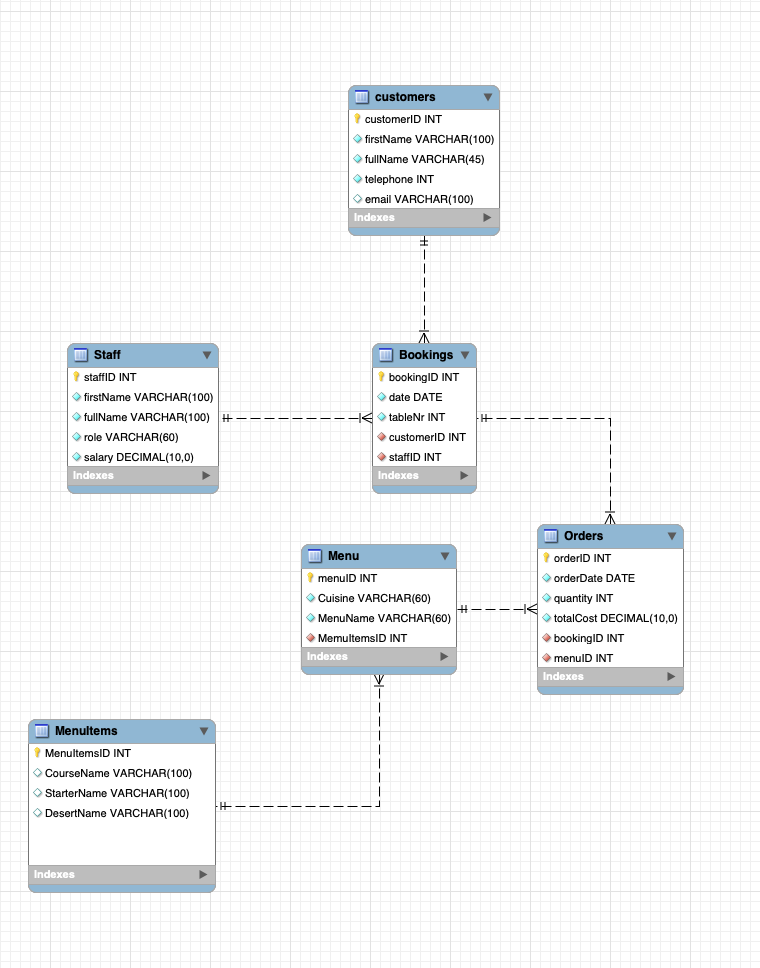 customers
customerID INT
firstName VARCHAR(100)
fullName VARCHAR(45)
telephone INT
email VARCHAR(100)
Indexes
Staff
staffID INT
firstName VARCHAR(100)
fullName VARCHAR(100)
role VARCHAR(60)
salary DECIMAL(10,0)
Indexes
Bookings
bookingID INT
date DATE
tableNr INT
customerID INT
staffID INT
Indexes
Orders
orderID INT
orderDate DATE
quantity INT
totalCost DECIMAL(10,0)
bookingID INT
menuID INT
Indexes
Menu
menuID INT
Cuisine VARCHAR(60)
MenuName VARCHAR(60)
MemuItemsID INT
Indexes
MenuItems
MenuItemsID INT
CourseName VARCHAR(100)
StarterName VARCHAR(100)
DesertName VARCHAR(100)
Indexes